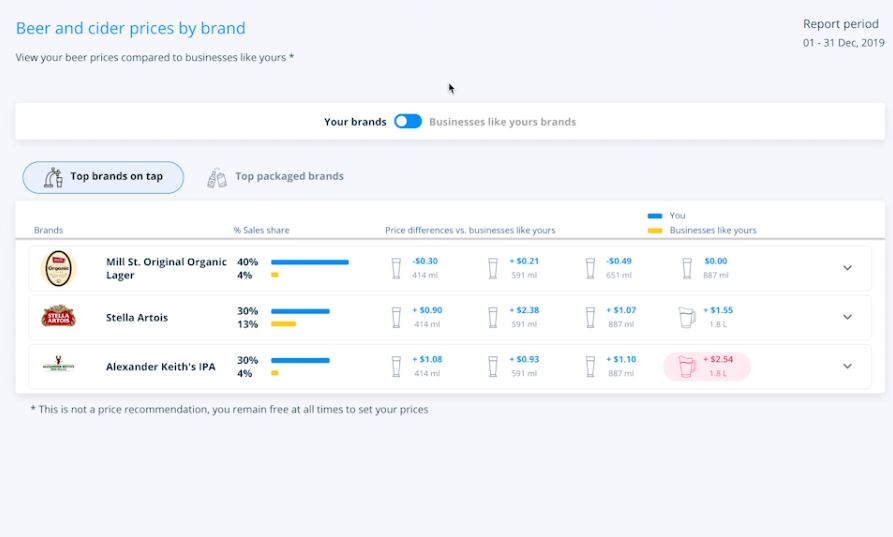 Beer and cider prices by brand
Report period
01 - 31 Dec, 2019
View your beer prices compared to businesses like yours *
Your brands Businesses like yours brands
Top brands on tap Top packaged brands
You
Brands % Sales share Price differences vs. businesses like yours Businesses like yours
Organic
Mill St. Original Organic Lager
40%
4%
-$0.30 + $0.21 -$0.49 $0.00
414 ml 591 ml 651 ml 887 ml
STELLA ARTOIS
Stella Artois
30%
13%
+ $0.90 + $2.38 + $1.07 + $1.55
414 ml 591 ml 887 ml 1.8 L
Alexander Keith's IPA
30%
4%
+ $1.08 + $0.93 + $1.10 + $2.54
414 ml 591 ml 887 ml 1.8 L
* This is not a price recommendation, you remain free at all times to set your prices